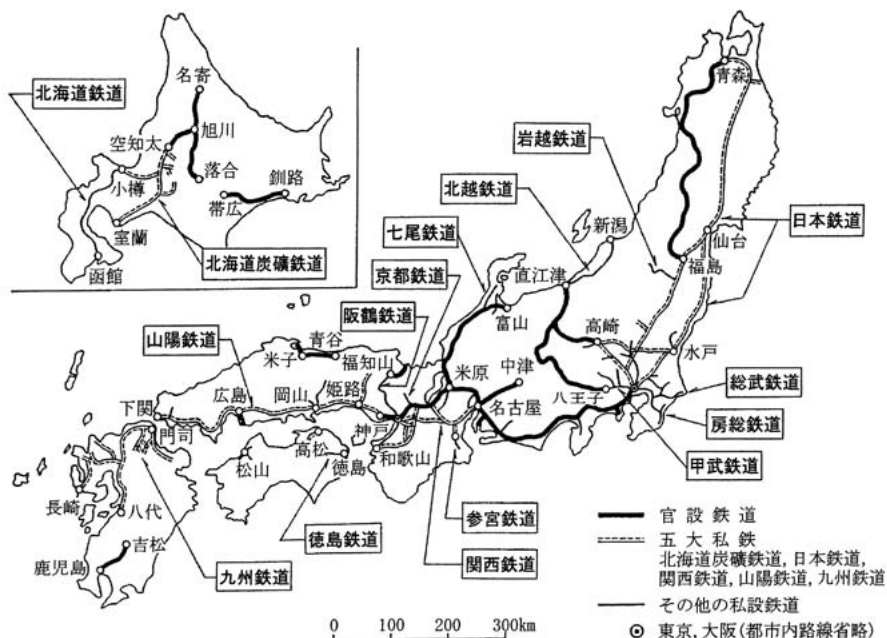 名寄
北海道鉄道
旭川
空知太
小樽
落合
釧路
帯広
室蘭
函館
北海道炭礦鉄道
青森
岩越鉄道
北越鉄道
新潟
七尾鉄道
直江津
京都鉄道
仙台
日本鉄道
福島
富山
高崎
阪鶴鉄道
山陽鉄道
青谷
米子
福知山
水戸
中津
米原
八王子
総武鉄道
広島
岡山
姫路
下関
神戸
名古屋
房総鉄道
門司
高松
和歌山
松山
徳島
甲武鉄道
長崎
八代
参宮鉄道
吉松
徳島鉄道
鹿児島
九州鉄道
関西鉄道
官設鉄道
五大私鉄
北海道炭礦鉄道, 日本鉄道,
関西鉄道, 山陽鉄道, 九州鉄道
その他の私設鉄道
東京, 大阪(都市内路線省略)
0 100 200 300km